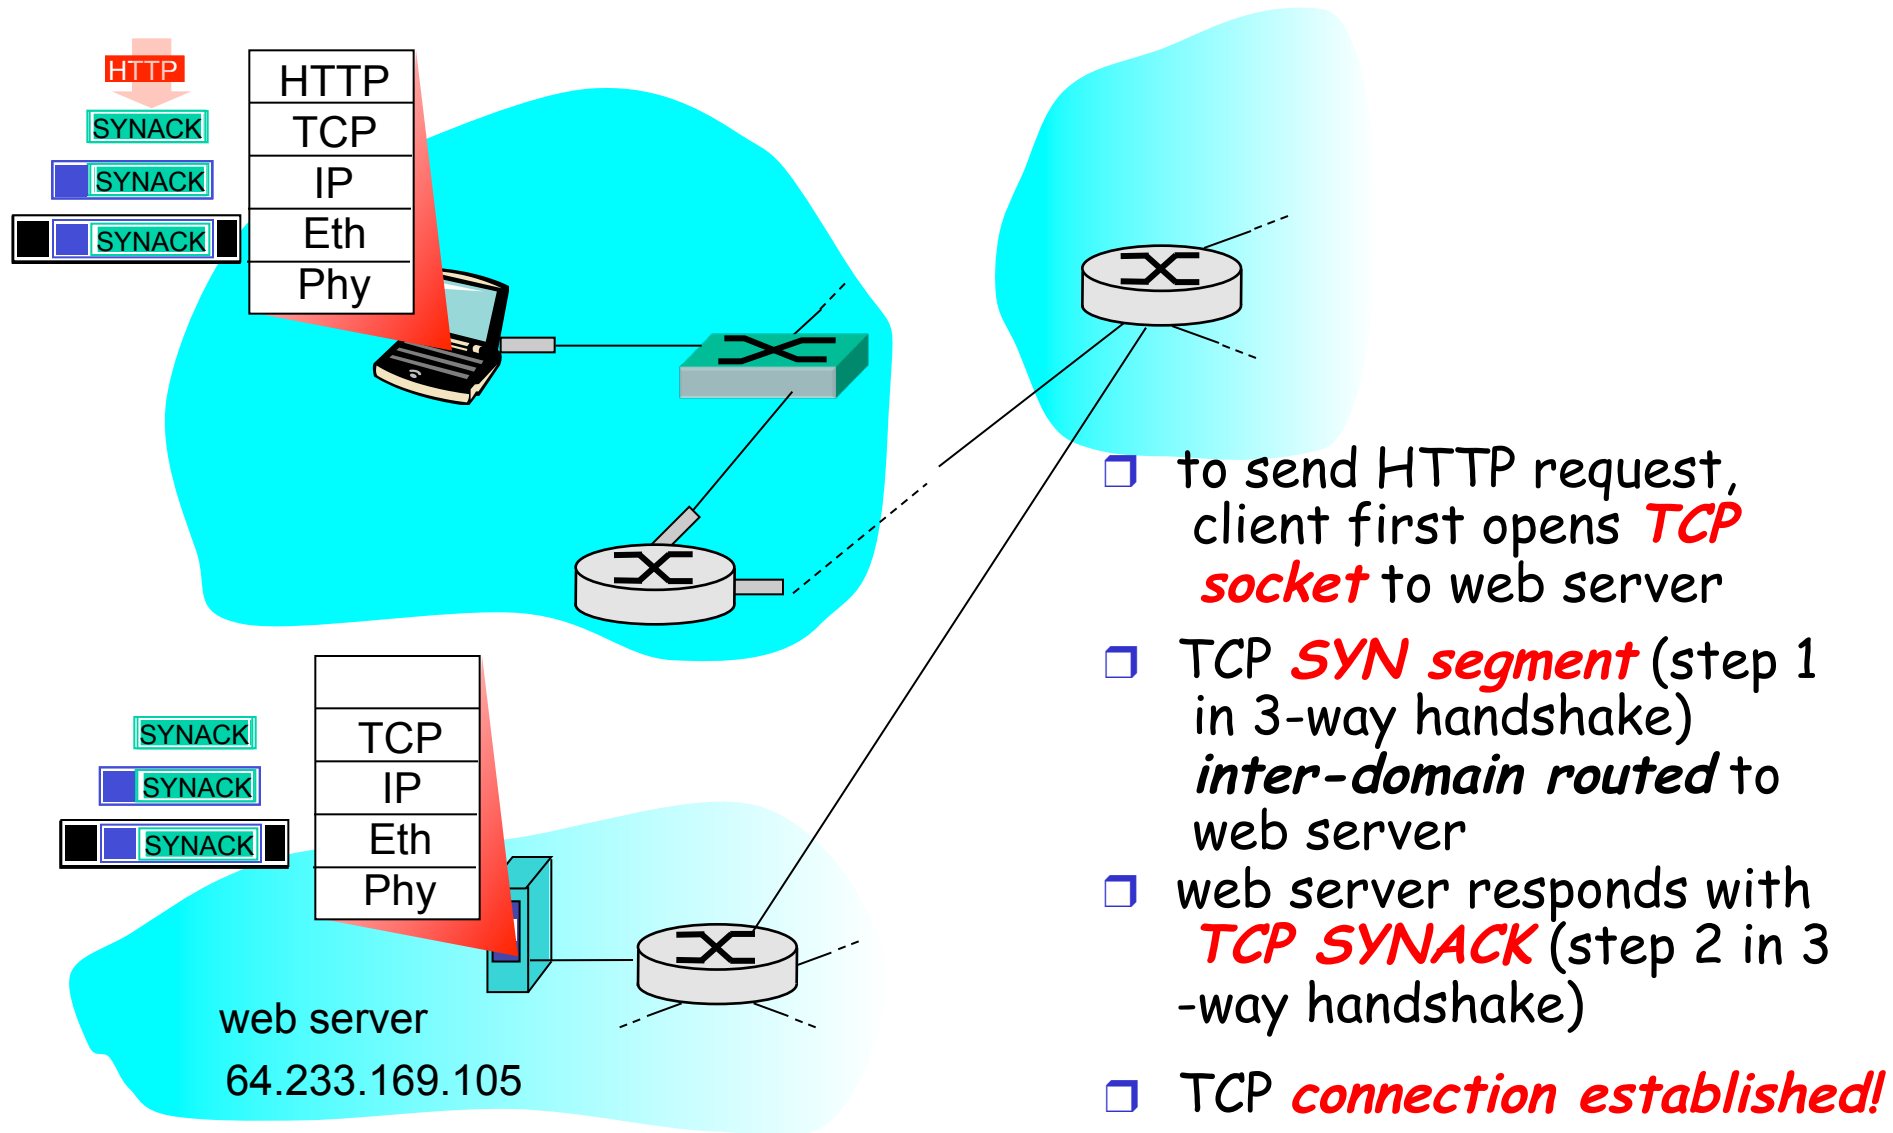 HTTP
SYNACK
SYNACK
SYNACK
HTTP
TCP
IP
Eth
Phy
SYNACK
SYNACK
SYNACK
TCP
IP
Eth
Phy
web server
64.233.169.105
to send HTTP request,
client first opens TCP
socket to web server
TCP SYN segment (step 1
in 3-way handshake)
inter-domain routed to
web server
web server responds with
TCP SYNACK (step 2 in 3
-way handshake)
TCP connection established!